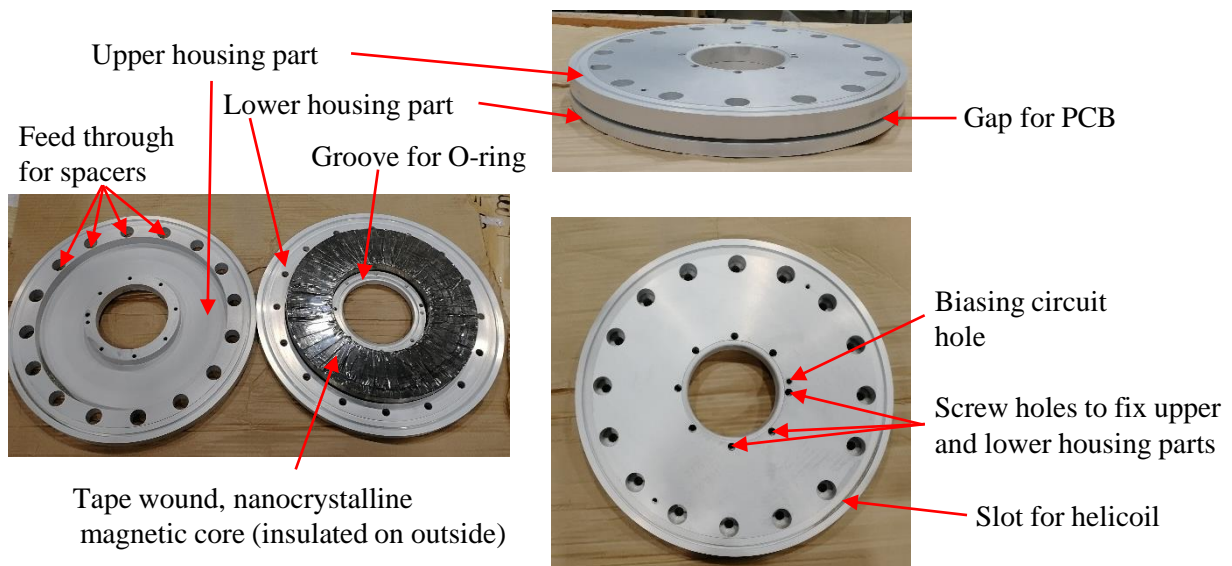 Upper housing part
Lower housing part
Gap for PCB
Feed through
for spacers
Groove for O-ring
Biasing circuit
hole
Screw holes to fix upper
and lower housing parts
Tape wound, nanocrystalline
magnetic core (insulated on outside)
Slot for helicoil